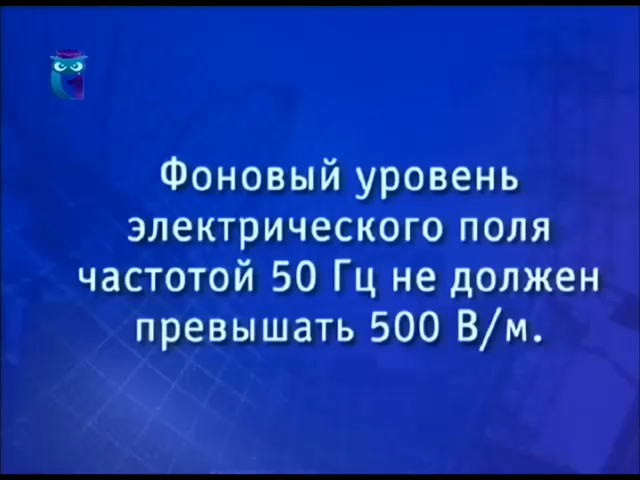 Фоновый уровень
электрического поля
частотой 50 Гц не должен
превышать 500 В/м.